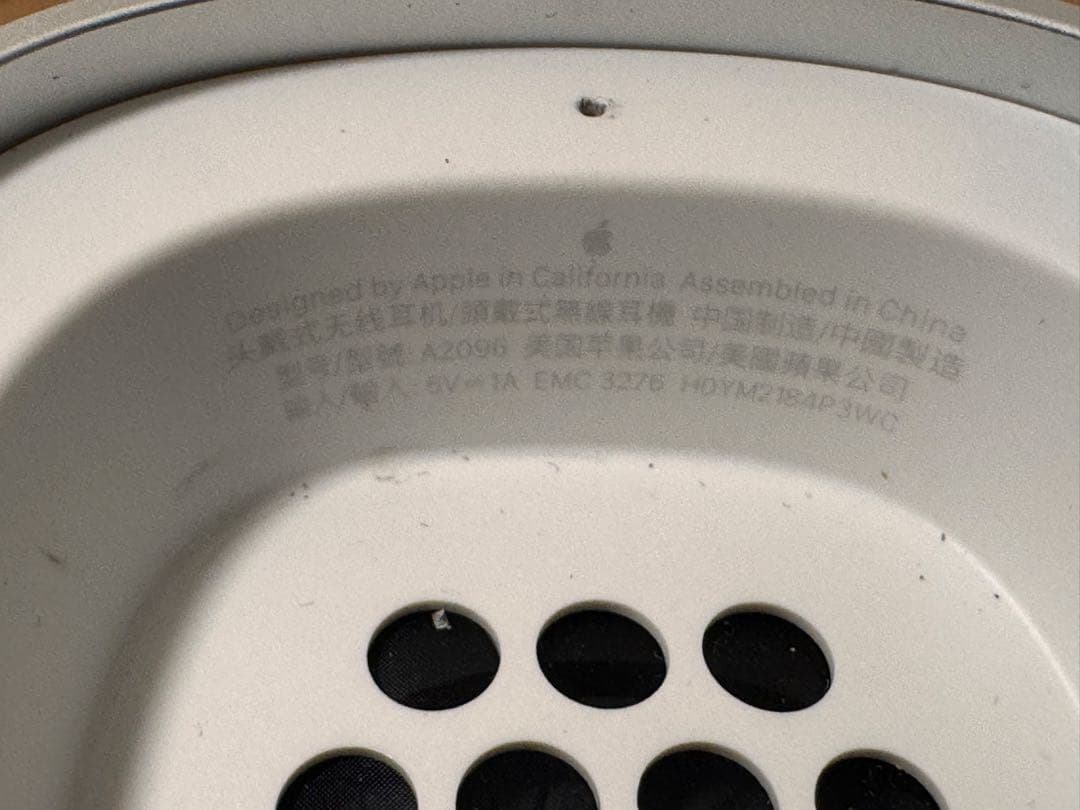 Designed by Apple in California Assembled in China
头戴式无线耳机/頭戴式無線耳機 中国制造/中國製造
型号/型號: A2096 美国苹果公司/美國蘋果公司
输入/輸入: 5V⎓1A EMC 3276 H0YM2184P3WC